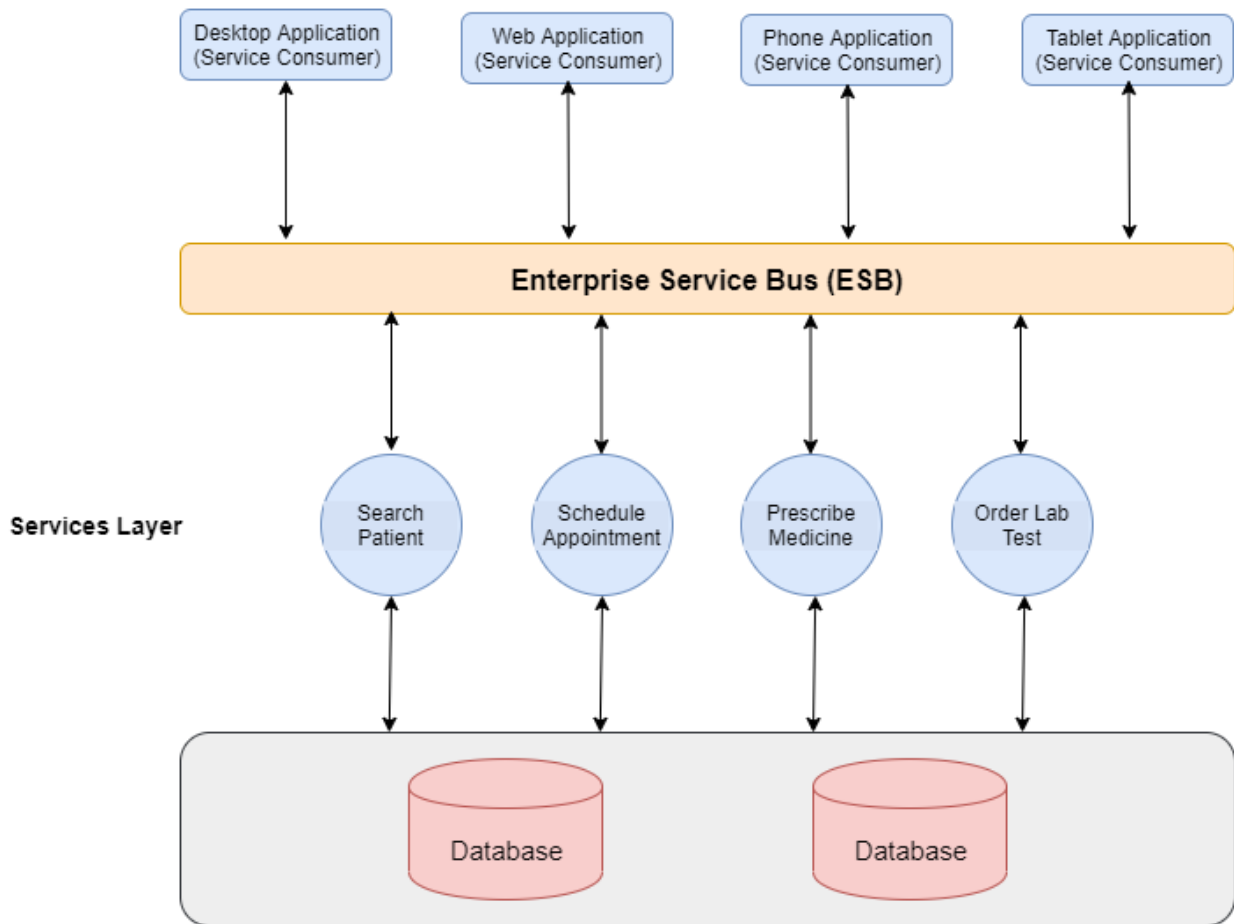 Desktop Application
(Service Consumer)
Web Application
(Service Consumer)
Phone Application
(Service Consumer)
Tablet Application
(Service Consumer)
Enterprise Service Bus (ESB)
Services Layer
Search
Patient
Schedule
Appointment
Prescribe
Medicine
Order Lab
Test
Database
Database